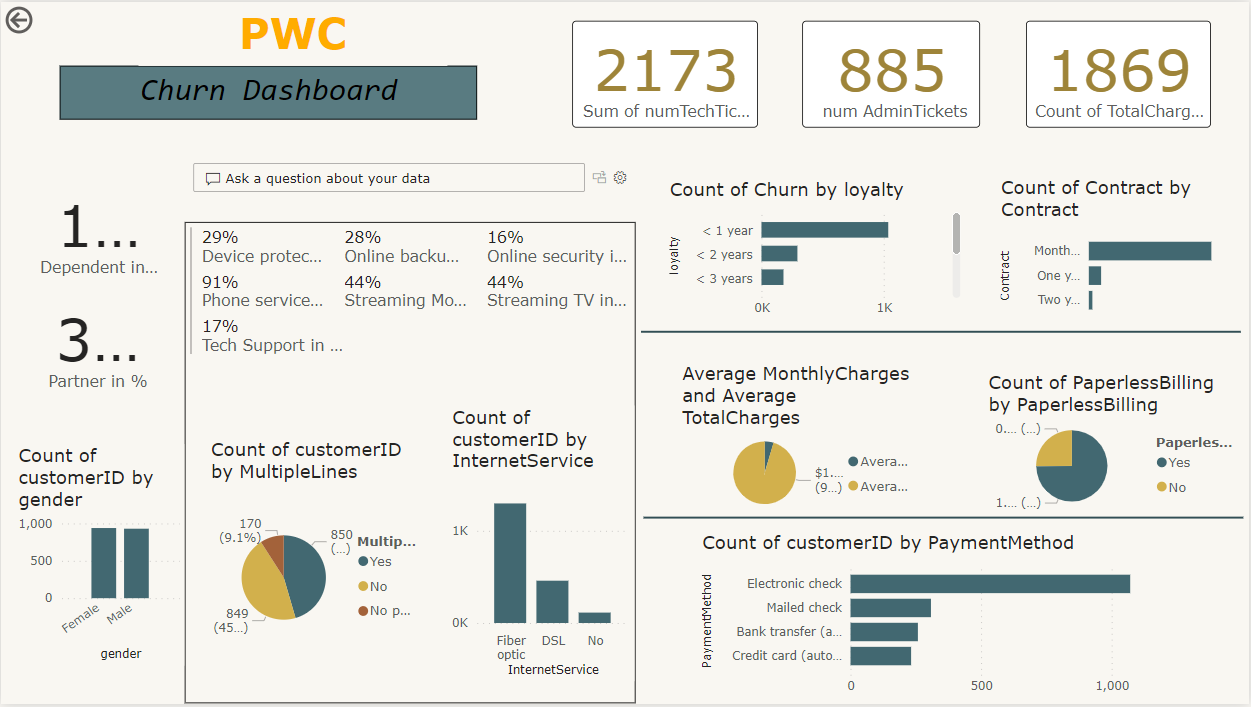 PWC
Churn Dashboard
2173
Sum of numTechTic...
885
num AdminTickets
1869
Count of TotalCharg...
Ask a question about your data
1...
Dependent in...
3...
Partner in %
29%
Device protec...
28%
Online backu...
16%
Online security i...
91%
Phone service...
44%
Streaming Mo...
44%
Streaming TV in...
17%
Tech Support in ...
Count of Churn by loyalty
loyalty
< 1 year
< 2 years
< 3 years
0K
1K
Count of Contract by
Contract
Contract
Month...
One y...
Two y...
Average MonthlyCharges
and Average
TotalCharges
$1...
(9...)
Avera...
Avera...
Count of PaperlessBilling
by PaperlessBilling
0.... (...)
1.... (...)
Paperles...
Yes
No
Count of
customerID by
gender
1,000
500
0
Female
Male
gender
Count of customerID
by MultipleLines
170
(9.1%)
850
(...)
849
(45...)
Multip...
Yes
No
No p...
Count of
customerID by
InternetService
1K
0K
Fiber
optic
DSL
No
InternetService
Count of customerID by PaymentMethod
PaymentMethod
Electronic check
Mailed check
Bank transfer (a...
Credit card (auto...
0
500
1,000